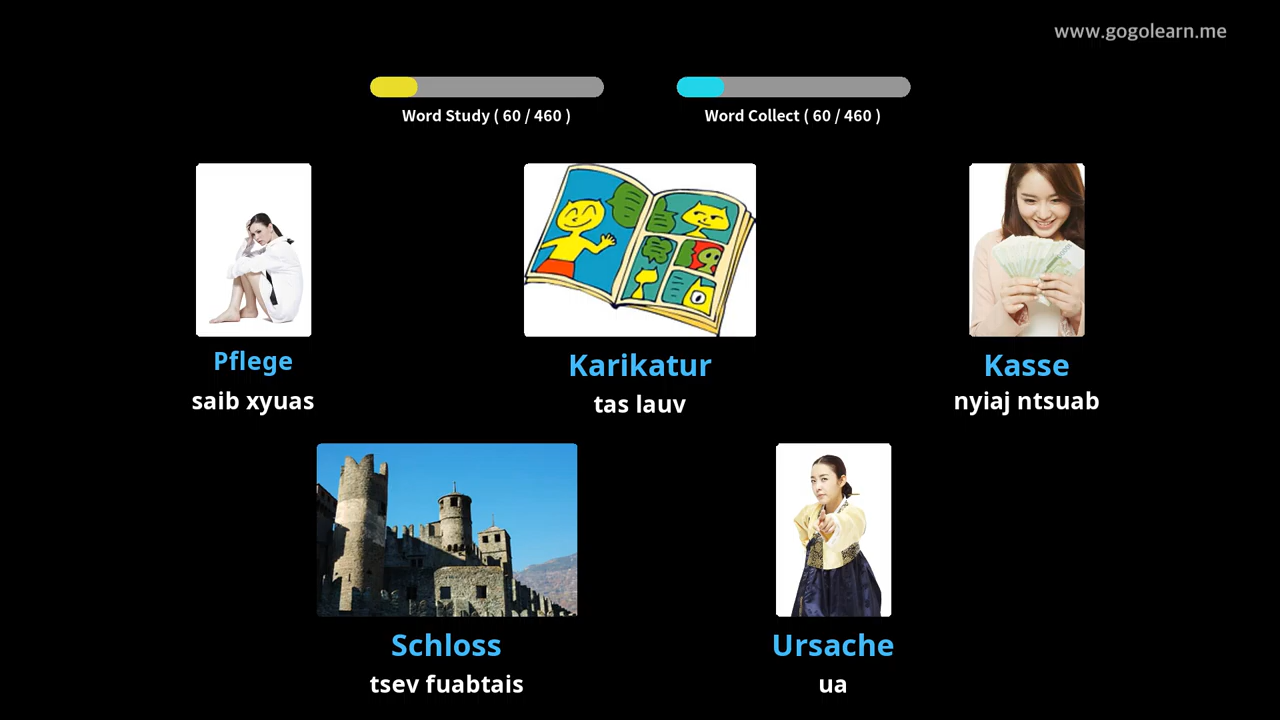 www.gogolearn.me
Word Study ( 60 / 460 )
Word Collect ( 60 / 460 )
Pflege
saib xyuas
Karikatur
tas lauv
Kasse
nyiaj ntsuab
Schloss
tsev fuabtais
Ursache
ua